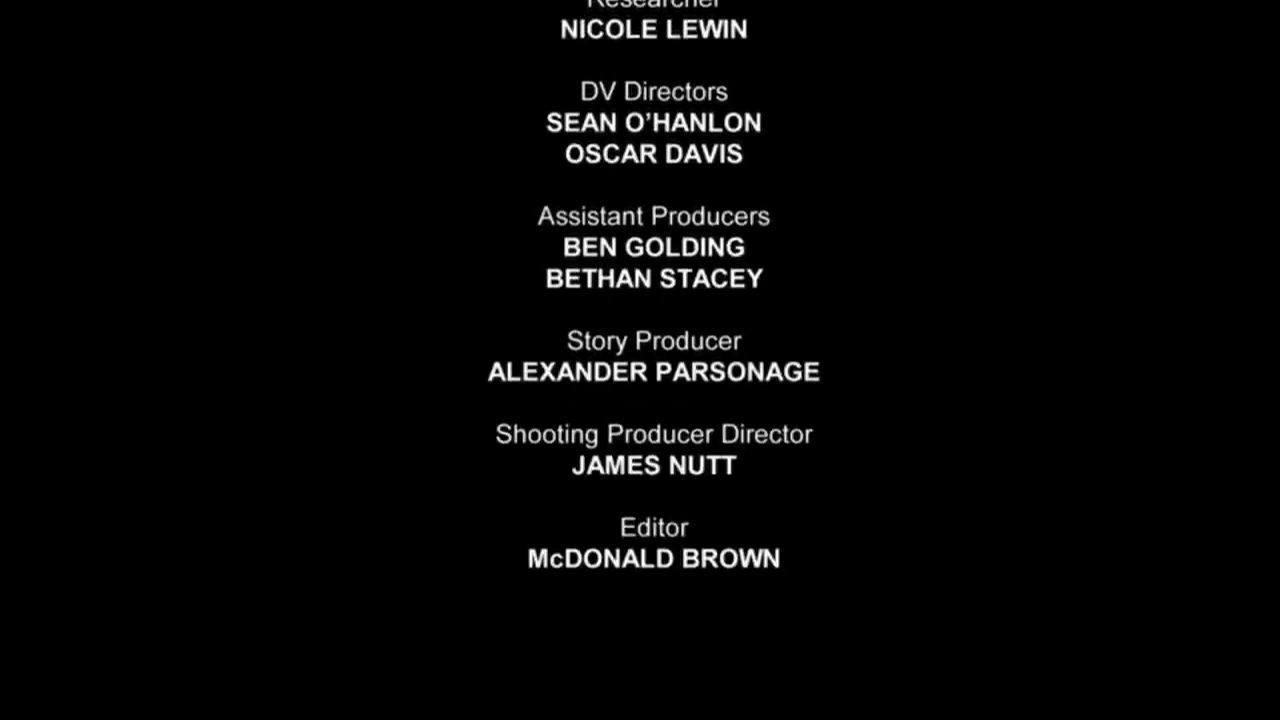 Researcher
NICOLE LEWIN
DV Directors
SEAN O’HANLON
OSCAR DAVIS
Assistant Producers
BEN GOLDING
BETHAN STACEY
Story Producer
ALEXANDER PARSONAGE
Shooting Producer Director
JAMES NUTT
Editor
McDONALD BROWN